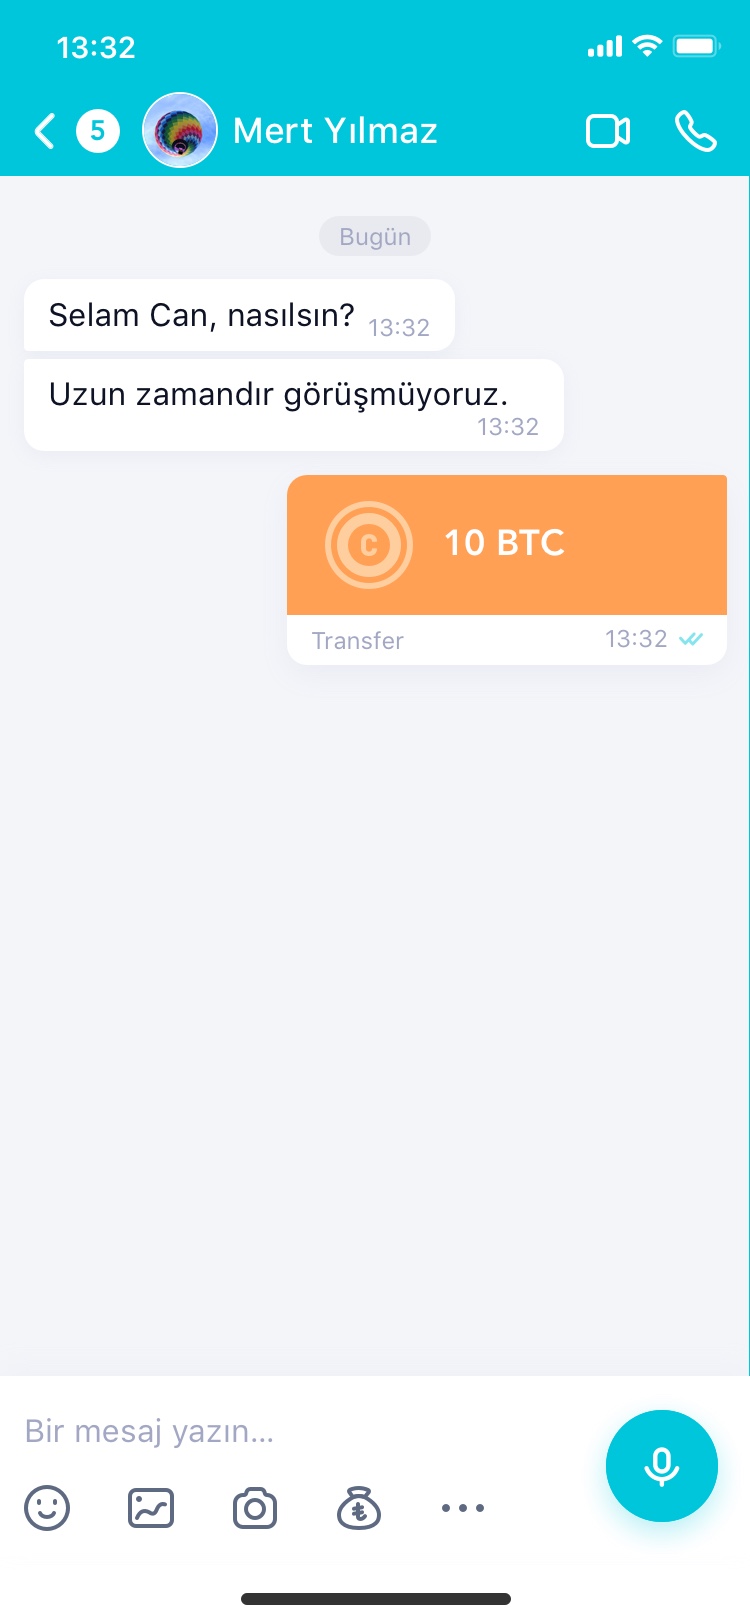 13:32
5
Mert Yılmaz
Bugün
Selam Can, nasılsın?
13:32
Uzun zamandır görüşmüyoruz.
13:32
C
10 BTC
Transfer
13:32
Bir mesaj yazın...
₺